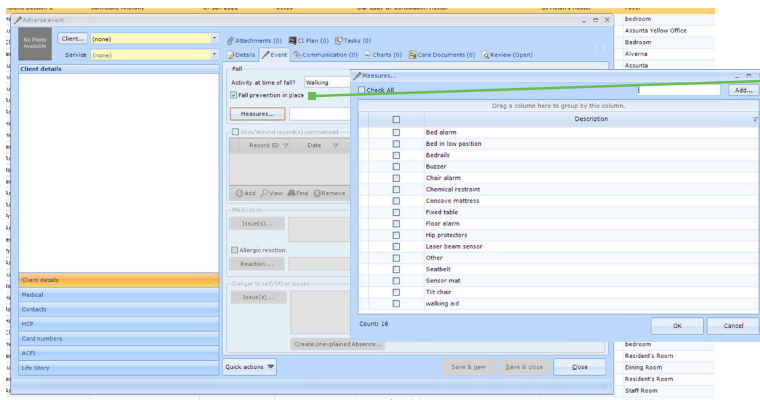 Adverse event
bedroom
No Photo Available
Client... (none)
Service (none)
Attachments (0) CI Plan (0) Tasks (0)
Details Event Communication (0) Charts (0) Care Documents (0) Review (Open)
Assunta Yellow Office
Bedroom
Alverna
Assunta
Client details
Fall
Activity at time of fall? Walking
Fall prevention in place
Measures...
Skin/Wound record(s) commenced
Record ID Date
Add View Find Remove
Medication
Issue(s)...
Allergic reaction
Reaction...
Danger to self/Other issues
Issue(s)...
Create Unexplained Absence...
Measures...
Check All
Add...
Drag a column here to group by this column.
Description
Bed alarm
Bed in low position
Bedrails
Buzzer
Chair alarm
Chemical restraint
Concave mattress
Fixed table
Floor alarm
Hip protectors
Laser beam sensor
Other
Seatbelt
Sensor mat
Tilt chair
walking aid
Count: 16
OK Cancel
Client details
Medical
Contacts
HCP
Card numbers
ACFI
Life Story
Quick actions
Save & new Save & close Close
bedroom
Resident's Room
Dining Room
Resident's Room
Staff Room